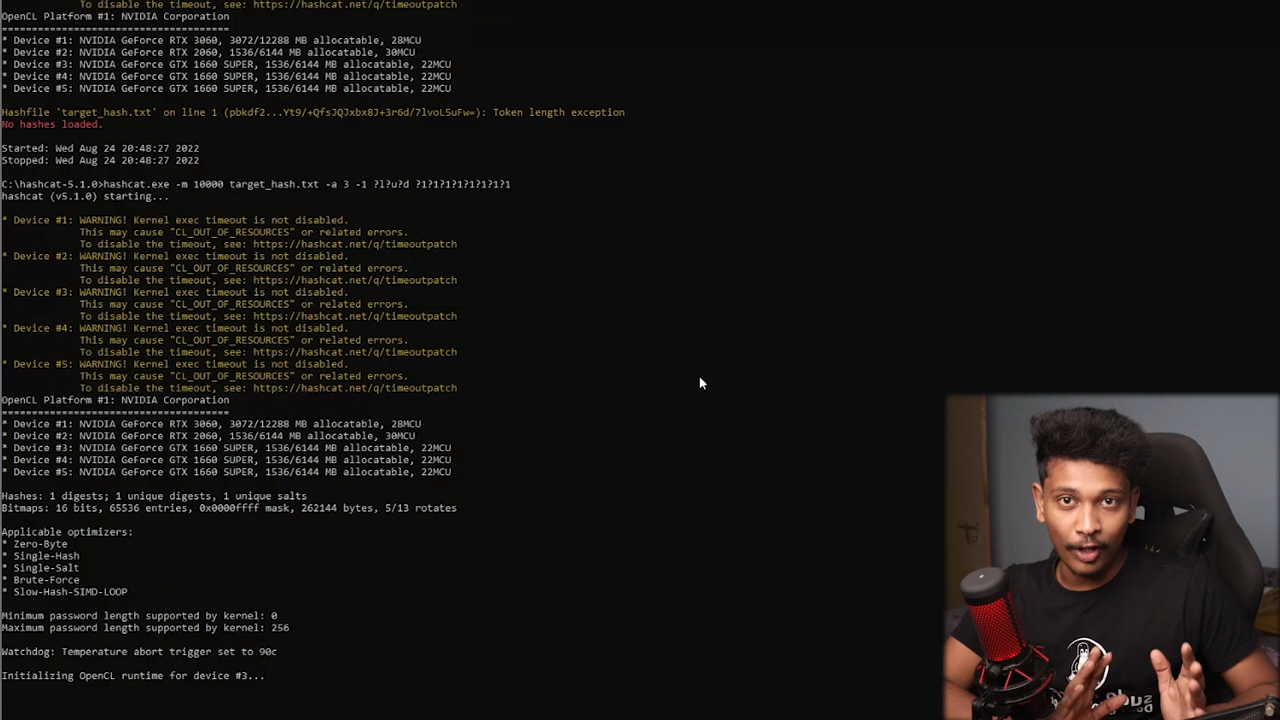 To disable the timeout, see: https://hashcat.net/q/timeoutpatch
OpenCL Platform #1: NVIDIA Corporation
======================================
* Device #1: NVIDIA GeForce RTX 3060, 3072/12288 MB allocatable, 28MCU
* Device #2: NVIDIA GeForce RTX 2060, 1536/6144 MB allocatable, 30MCU
* Device #3: NVIDIA GeForce GTX 1660 SUPER, 1536/6144 MB allocatable, 22MCU
* Device #4: NVIDIA GeForce GTX 1660 SUPER, 1536/6144 MB allocatable, 22MCU
* Device #5: NVIDIA GeForce GTX 1660 SUPER, 1536/6144 MB allocatable, 22MCU
Hashfile 'target_hash.txt' on line 1 (pbkdf2...Yt9/+QfsJQJxbx8J+3r6d/7lvoL5uFw=): Token length exception
No hashes loaded.
Started: Wed Aug 24 20:48:27 2022
Stopped: Wed Aug 24 20:48:27 2022
C:\hashcat-5.1.0>hashcat.exe -m 10000 target_hash.txt -a 3 -1 ?l?u?d ?1?1?1?1?1?1?1?1
hashcat (v5.1.0) starting...
* Device #1: WARNING! Kernel exec timeout is not disabled.
This may cause "CL_OUT_OF_RESOURCES" or related errors.
To disable the timeout, see: https://hashcat.net/q/timeoutpatch
* Device #2: WARNING! Kernel exec timeout is not disabled.
This may cause "CL_OUT_OF_RESOURCES" or related errors.
To disable the timeout, see: https://hashcat.net/q/timeoutpatch
* Device #3: WARNING! Kernel exec timeout is not disabled.
This may cause "CL_OUT_OF_RESOURCES" or related errors.
To disable the timeout, see: https://hashcat.net/q/timeoutpatch
* Device #4: WARNING! Kernel exec timeout is not disabled.
This may cause "CL_OUT_OF_RESOURCES" or related errors.
To disable the timeout, see: https://hashcat.net/q/timeoutpatch
* Device #5: WARNING! Kernel exec timeout is not disabled.
This may cause "CL_OUT_OF_RESOURCES" or related errors.
To disable the timeout, see: https://hashcat.net/q/timeoutpatch
OpenCL Platform #1: NVIDIA Corporation
======================================
* Device #1: NVIDIA GeForce RTX 3060, 3072/12288 MB allocatable, 28MCU
* Device #2: NVIDIA GeForce RTX 2060, 1536/6144 MB allocatable, 30MCU
* Device #3: NVIDIA GeForce GTX 1660 SUPER, 1536/6144 MB allocatable, 22MCU
* Device #4: NVIDIA GeForce GTX 1660 SUPER, 1536/6144 MB allocatable, 22MCU
* Device #5: NVIDIA GeForce GTX 1660 SUPER, 1536/6144 MB allocatable, 22MCU
Hashes: 1 digests; 1 unique digests, 1 unique salts
Bitmaps: 16 bits, 65536 entries, 0x0000ffff mask, 262144 bytes, 5/13 rotates
Applicable optimizers:
* Zero-Byte
* Single-Hash
* Single-Salt
* Brute-Force
* Slow-Hash-SIMD-LOOP
Minimum password length supported by kernel: 0
Maximum password length supported by kernel: 256
Watchdog: Temperature abort trigger set to 90c
Initializing OpenCL runtime for device #3...